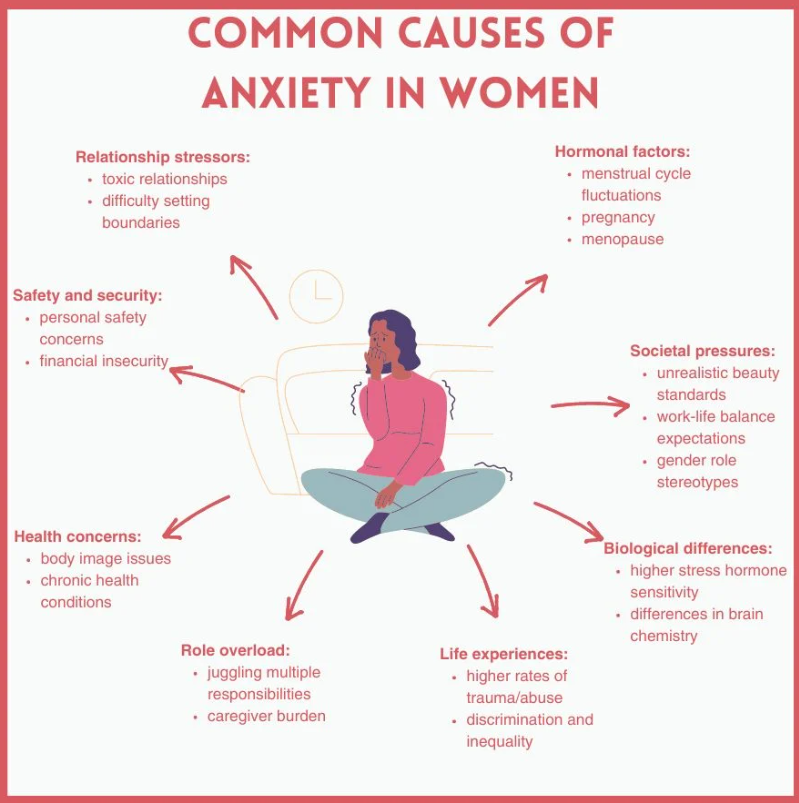 COMMON CAUSES OF
ANXIETY IN WOMEN
Relationship stressors:
• toxic relationships
• difficulty setting
boundaries
Hormonal factors:
• menstrual cycle
fluctuations
• pregnancy
• menopause
Safety and security:
• personal safety
concerns
• financial insecurity
Societal pressures:
• unrealistic beauty
standards
• work-life balance
expectations
• gender role
stereotypes
Health concerns:
• body image issues
• chronic health
conditions
Biological differences:
• higher stress hormone
sensitivity
• differences in brain
chemistry
Role overload:
• juggling multiple
responsibilities
• caregiver burden
Life experiences:
• higher rates of
trauma/abuse
• discrimination and
inequality